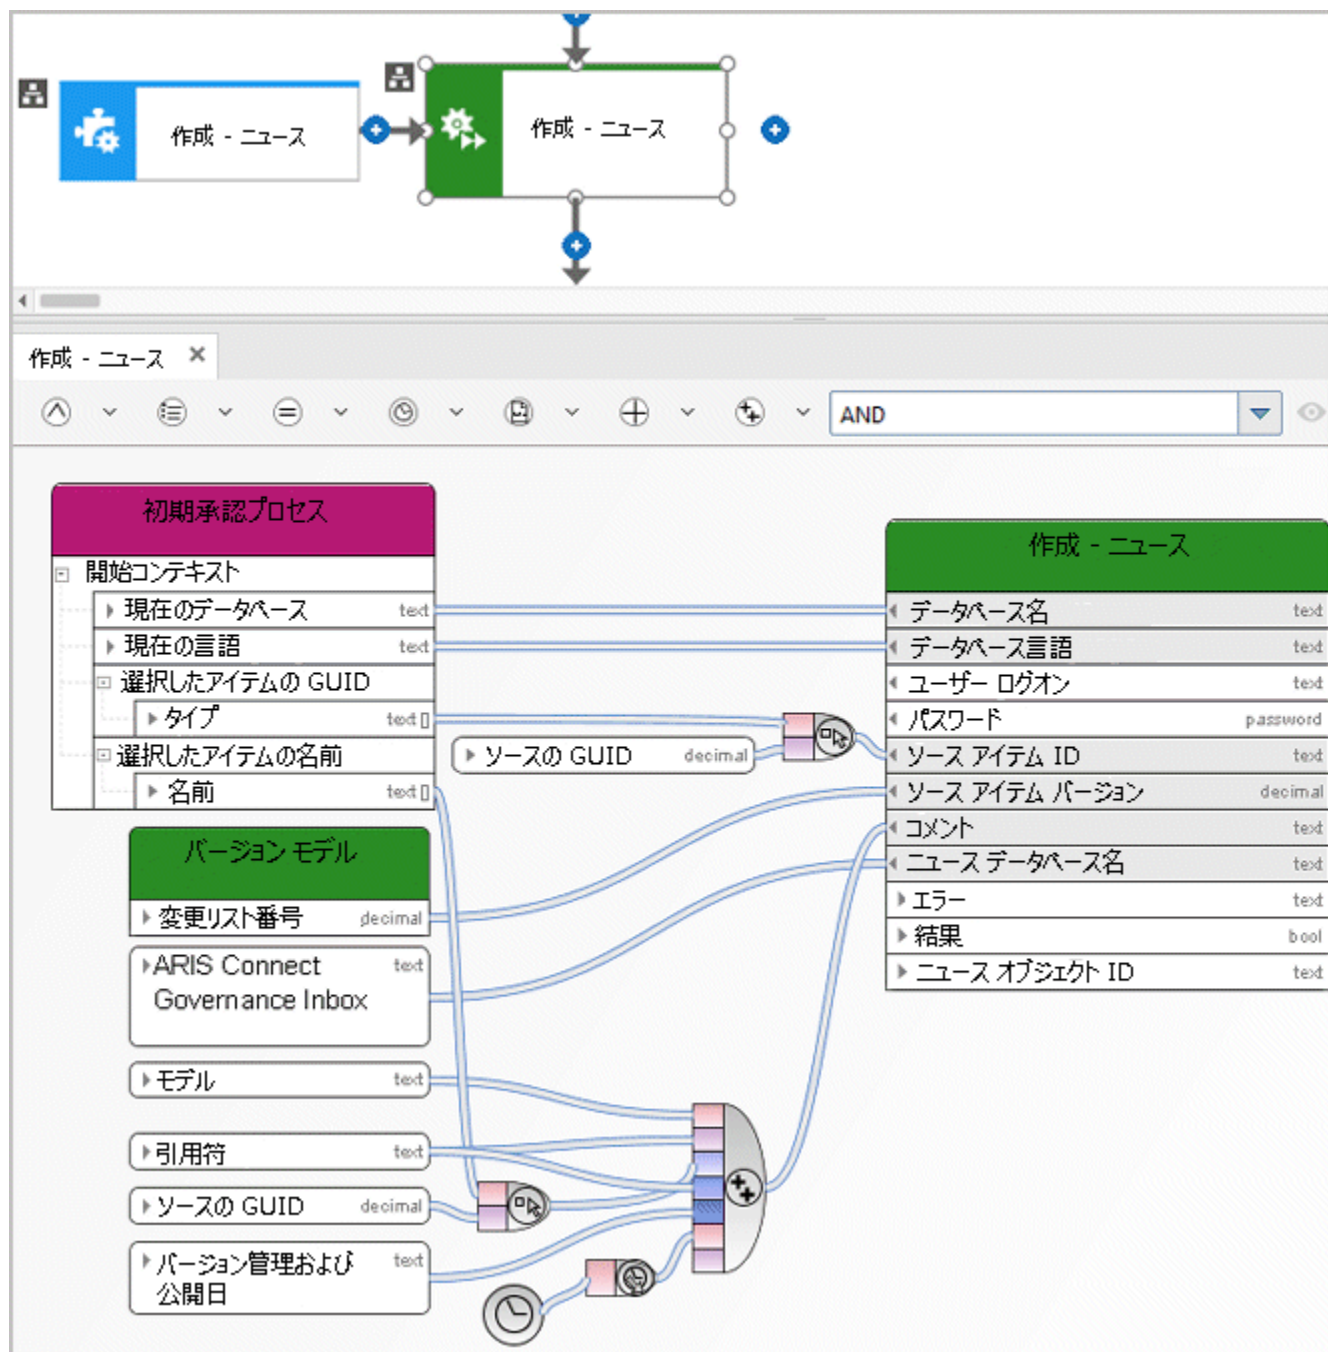 作成 - ニュース
作成 - ニュース
作成 - ニュース
AND
初期承認プロセス
開始コンテキスト
現在のデータベース text
現在の言語 text
選択したアイテムの GUID
タイプ text []
選択したアイテムの名前
名前 text []
ソースの GUID decimal
作成 - ニュース
データベース名 text
データベース言語 text
ユーザー ログオン text
パスワード password
ソース アイテム ID text
ソース アイテム バージョン decimal
コメント text
ニュース データベース名 text
エラー text
結果 bool
ニュース オブジェクト ID text
バージョン モデル
変更リスト番号 decimal
ARIS Connect text
Governance Inbox
モデル text
引用符 text
ソースの GUID decimal
バージョン管理および text
公開日